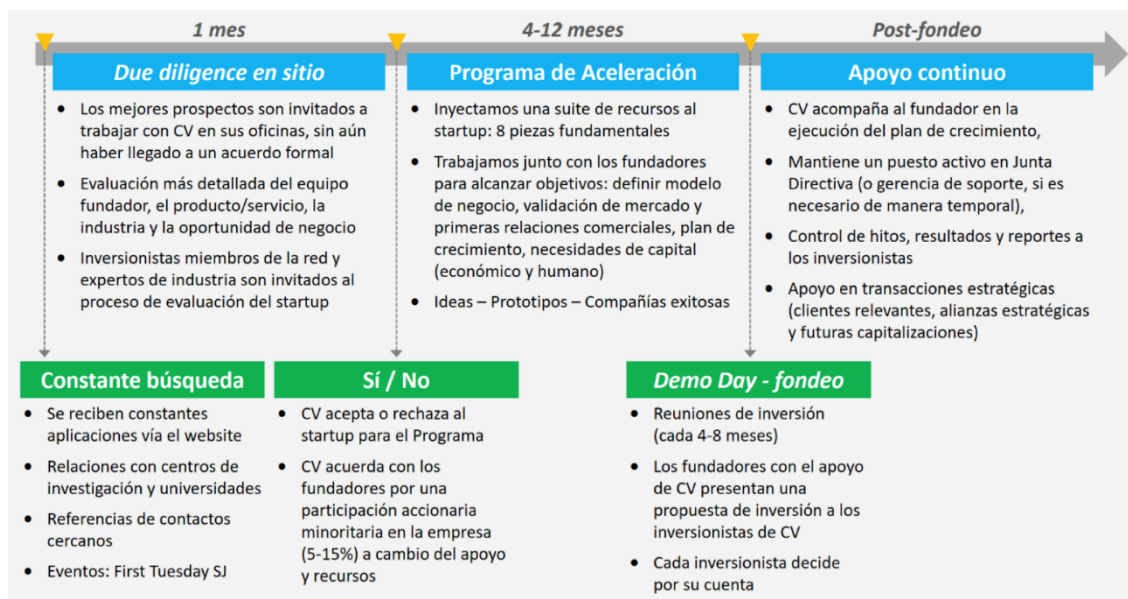 1 mes
4-12 meses
Post-fondeo
Due diligence en sitio
• Los mejores prospectos son invitados a
trabajar con CV en sus oficinas, sin aún
haber llegado a un acuerdo formal
• Evaluación más detallada del equipo
fundador, el producto/servicio, la
industria y la oportunidad de negocio
• Inversionistas miembros de la red y
expertos de industria son invitados al
proceso de evaluación del startup
Programa de Aceleración
• Inyectamos una suite de recursos al
startup: 8 piezas fundamentales
• Trabajamos junto con los fundadores
para alcanzar objetivos: definir modelo
de negocio, validación de mercado y
primeras relaciones comerciales, plan de
crecimiento, necesidades de capital
(económico y humano)
• Ideas – Prototipos – Compañías exitosas
Apoyo continuo
• CV acompaña al fundador en la
ejecución del plan de crecimiento,
• Mantiene un puesto activo en Junta
Directiva (o gerencia de soporte, si es
necesario de manera temporal),
• Control de hitos, resultados y reportes a
los inversionistas
• Apoyo en transacciones estratégicas
(clientes relevantes, alianzas estratégicas
y futuras capitalizaciones)
Constante búsqueda
• Se reciben constantes
aplicaciones vía el website
• Relaciones con centros de
investigación y universidades
• Referencias de contactos
cercanos
• Eventos: First Tuesday SJ
Sí / No
• CV acepta o rechaza al
startup para el Programa
• CV acuerda con los
fundadores por una
participación accionaria
minoritaria en la empresa
(5-15%) a cambio del apoyo
y recursos
Demo Day - fondeo
• Reuniones de inversión
(cada 4-8 meses)
• Los fundadores con el apoyo
de CV presentan una
propuesta de inversión a los
inversionistas de CV
• Cada inversionista decide
por su cuenta